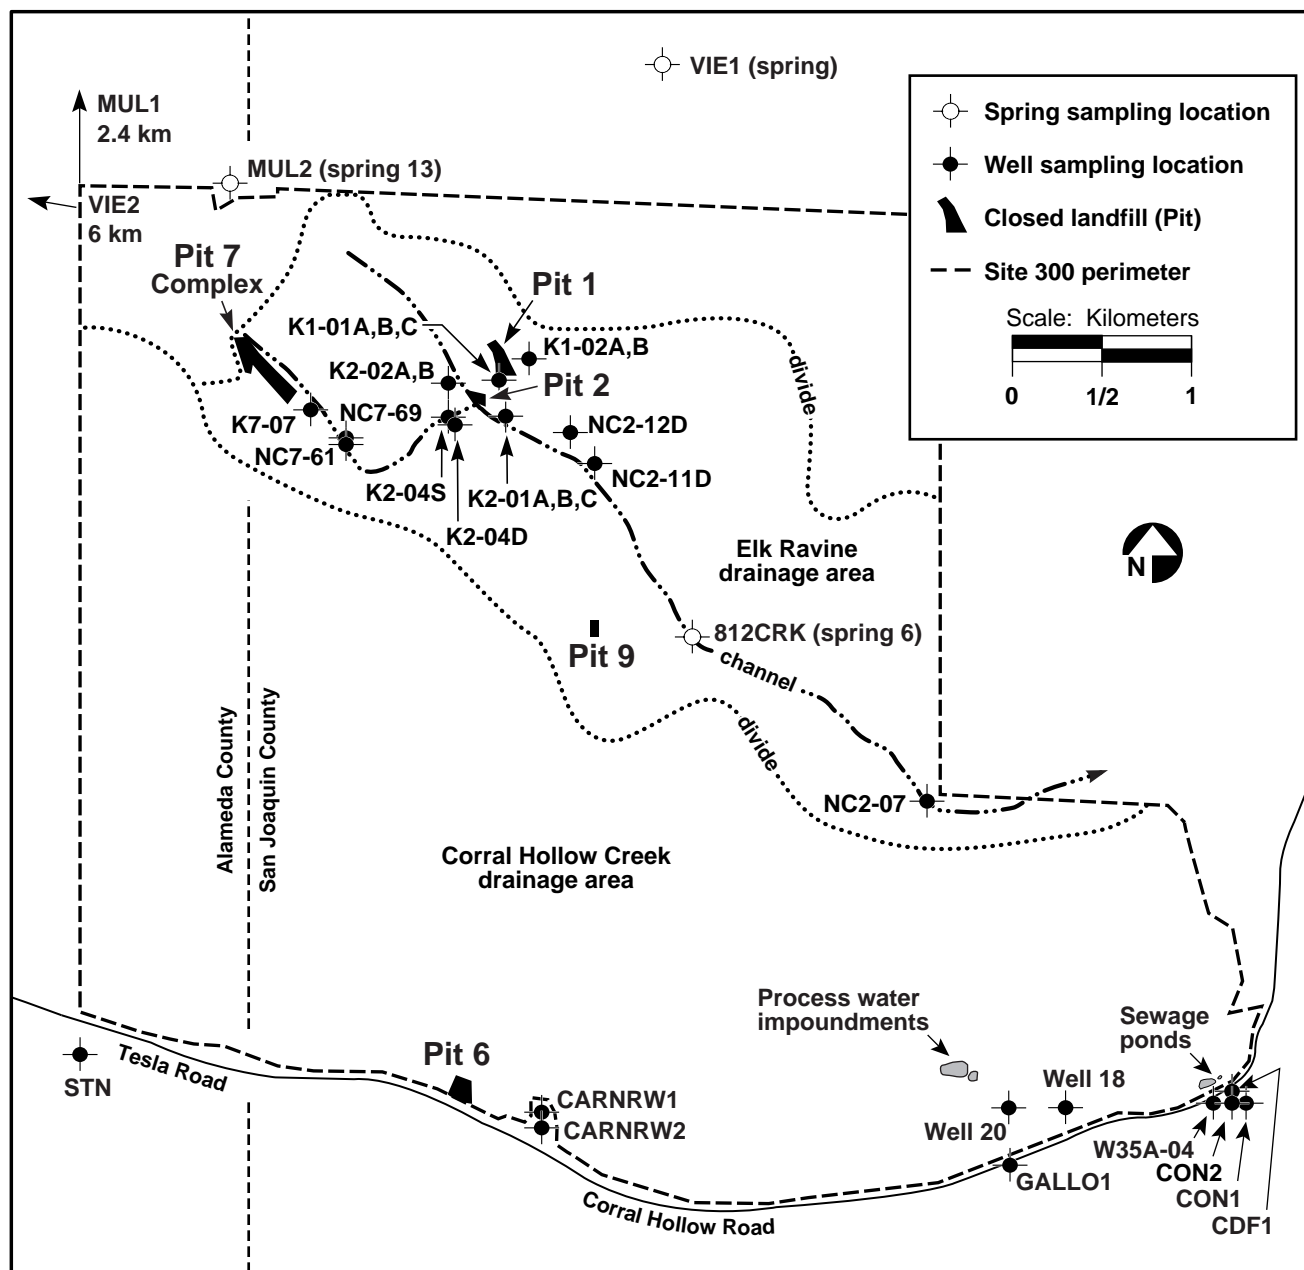 VIE1 (spring)
MUL1
2.4 km
MUL2 (spring 13)
VIE2
6 km
Spring sampling location
Well sampling location
Closed landfill (Pit)
Site 300 perimeter
Scale: Kilometers
0
1/2
1
Pit 7
Complex
Pit 1
K1-01A,B,C
K1-02A,B
K2-02A,B
Pit 2
K7-07
NC7-69
NC2-12D
NC7-61
NC2-11D
K2-04S
K2-01A,B,C
K2-04D
divide
Elk Ravine
drainage area
N
812CRK (spring 6)
Pit 9
channel
divide
Alameda County
San Joaquin County
NC2-07
Corral Hollow Creek
drainage area
Process water
impoundments
Sewage
ponds
STN
Tesla Road
Pit 6
CARNRW1
CARNRW2
Well 18
Well 20
W35A-04
GALLO1
CON2
CON1
CDF1
Corral Hollow Road